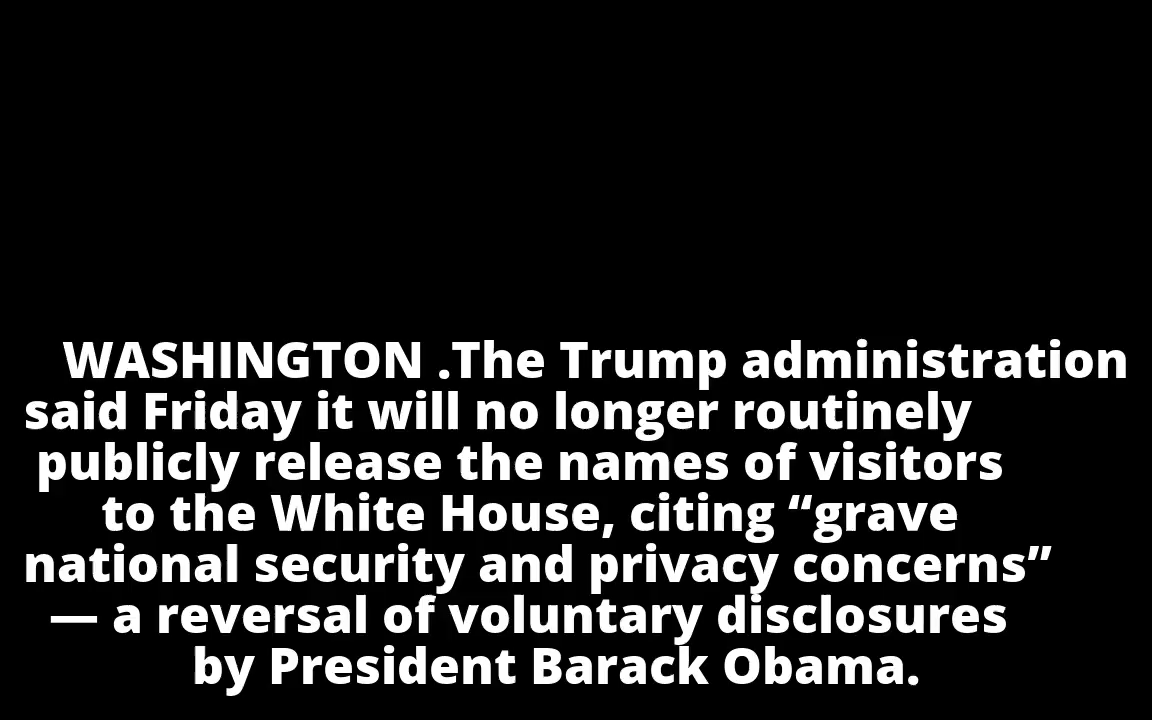 WASHINGTON .The Trump administration
said Friday it will no longer routinely
publicly release the names of visitors
to the White House, citing “grave
national security and privacy concerns”
— a reversal of voluntary disclosures
by President Barack Obama.